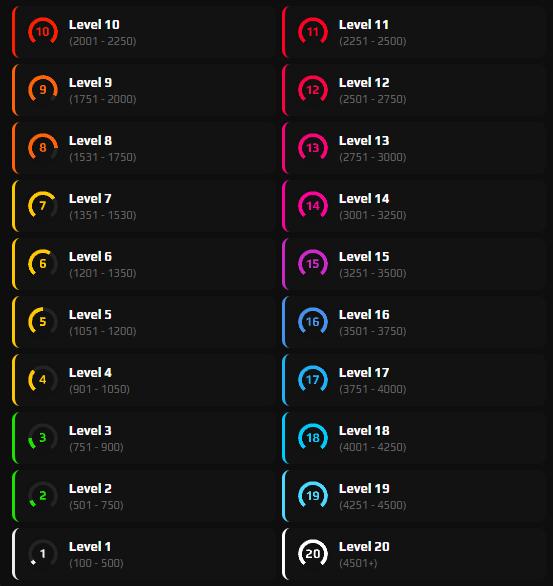 10
Level 10
(2001 - 2250)
9
Level 9
(1751 - 2000)
8
Level 8
(1531 - 1750)
7
Level 7
(1351 - 1530)
6
Level 6
(1201 - 1350)
5
Level 5
(1051 - 1200)
4
Level 4
(901 - 1050)
3
Level 3
(751 - 900)
2
Level 2
(501 - 750)
1
Level 1
(100 - 500)
11
Level 11
(2251 - 2500)
12
Level 12
(2501 - 2750)
13
Level 13
(2751 - 3000)
14
Level 14
(3001 - 3250)
15
Level 15
(3251 - 3500)
16
Level 16
(3501 - 3750)
17
Level 17
(3751 - 4000)
18
Level 18
(4001 - 4250)
19
Level 19
(4251 - 4500)
20
Level 20
(4501+)